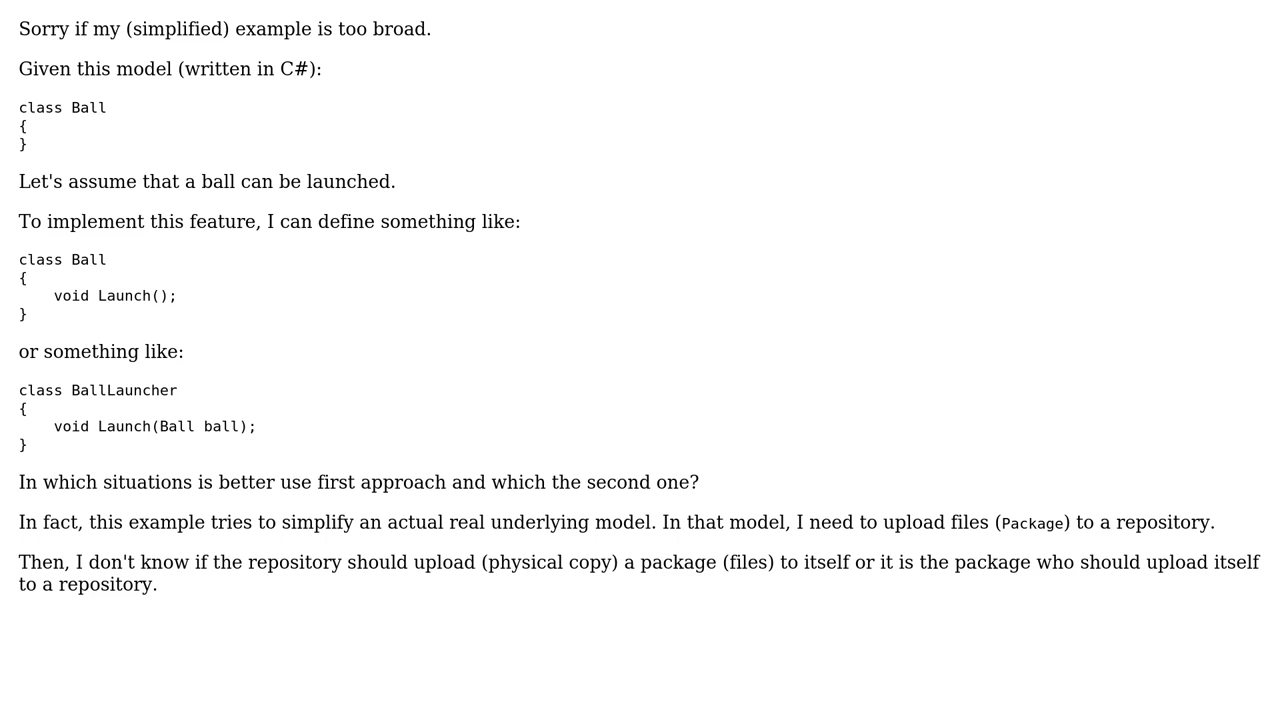 Sorry if my (simplified) example is too broad.
Given this model (written in C#):
class Ball
{
}
Let's assume that a ball can be launched.
To implement this feature, I can define something like:
class Ball
{
    void Launch();
}
or something like:
class BallLauncher
{
    void Launch(Ball ball);
}
In which situations is better use first approach and which the second one?
In fact, this example tries to simplify an actual real underlying model. In that model, I need to upload files (Package) to a repository.
Then, I don't know if the repository should upload (physical copy) a package (files) to itself or it is the package who should upload itself
to a repository.